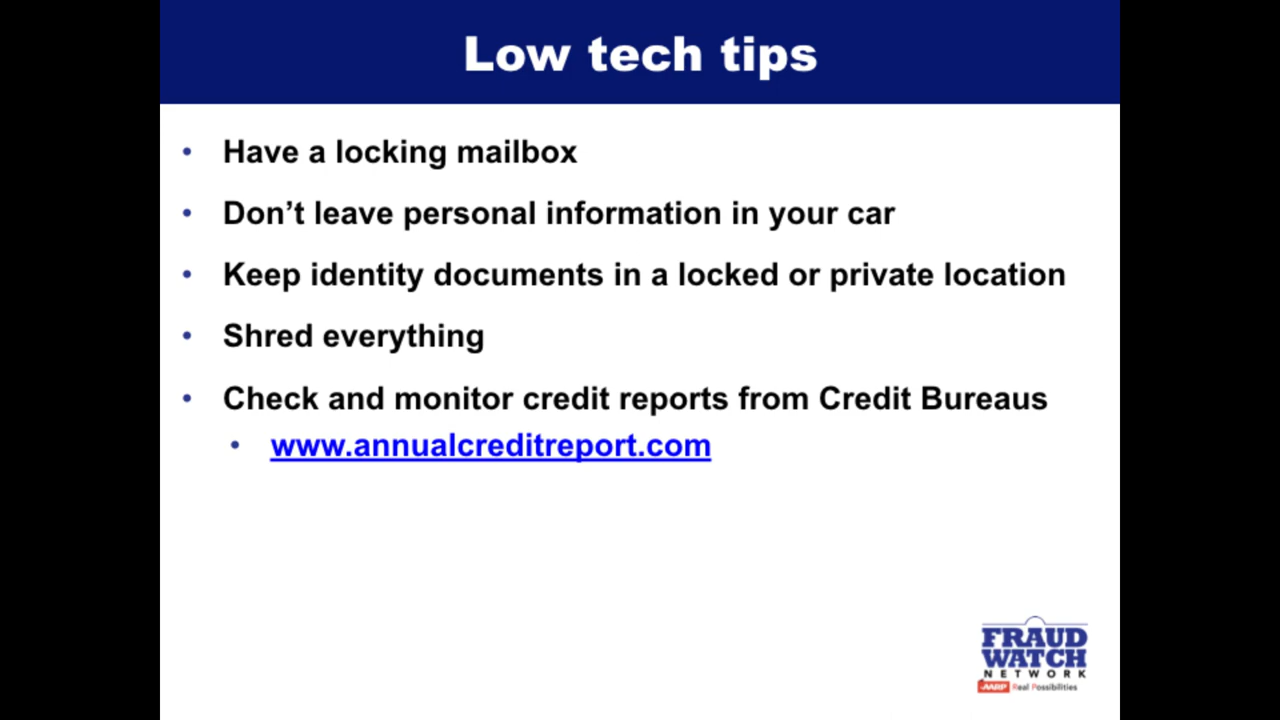 Low tech tips
• Have a locking mailbox
• Don’t leave personal information in your car
• Keep identity documents in a locked or private location
• Shred everything
• Check and monitor credit reports from Credit Bureaus
• www.annualcreditreport.com
FRAUD
WATCH
NETWORK
AARP Real Possibilities